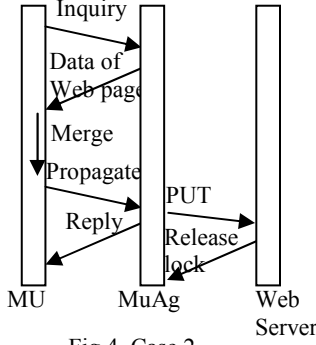 Inquiry
Data of
Web page
Merge
Propagate
PUT
Reply
Release
lock
MU
MuAg
Web
Server
Fig 4. Case 2